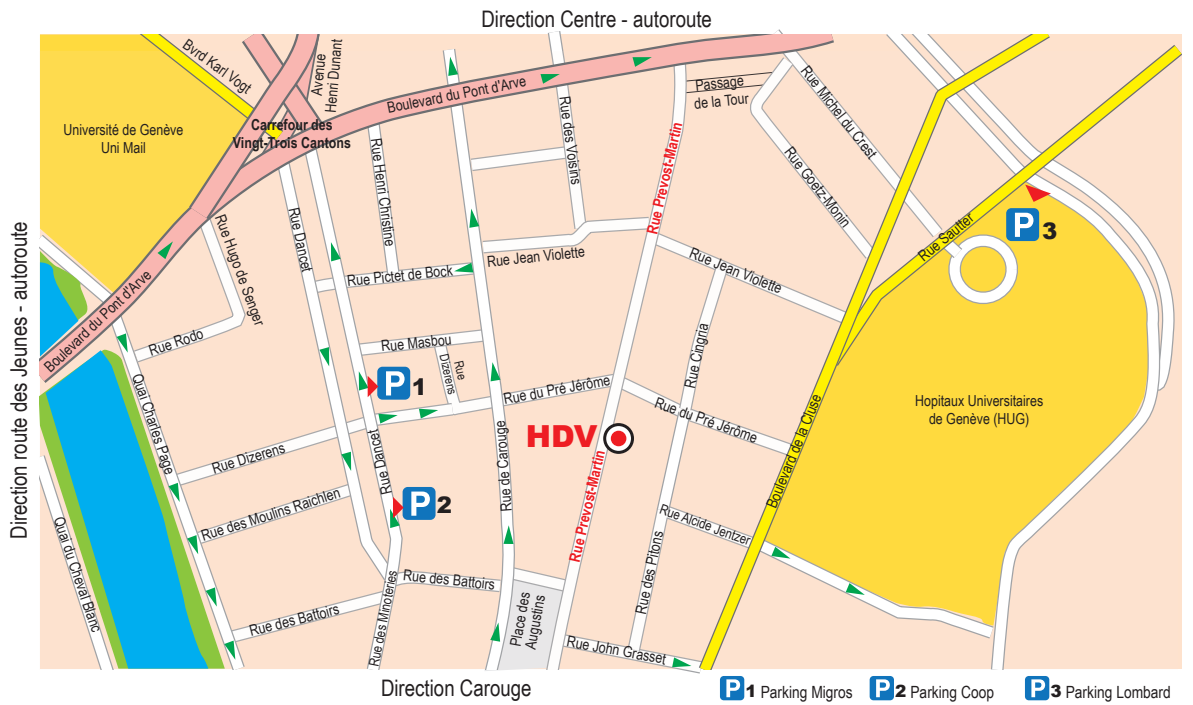 Direction Centre - autoroute
Bvrd Karl Vogt
Avenue
Henri Dunant
Boulevard du Pont d'Arve
Passage
de la Tour
Rue Michel du Crest
Université de Genève
Uni Mail
Carrefour des
Vingt-Trois Cantons
Rue Henri Christine
Rue des Voisins
Rue Prevost-Martin
Rue Goetz-Monin
Rue Sautter
P3
Rue Dancet
Rue Hugo de Senger
Rue Jean Violette
Rue Jean Violette
Rue Pictet de Bock
Boulevard du Pont d'Arve
Direction route des Jeunes - autoroute
Rue Rodo
Rue Masbou
Rue
Dizerens
Rue Cingria
P1
Rue du Pré Jérôme
Rue du Pré Jérôme
Hopitaux Universitaires
de Genève (HUG)
Quai Charles Page
HDV
Rue Dizerens
Rue Dancet
Rue de Carouge
Boulevard de la Cluse
P2
Rue des Moulins Raichlen
Rue Prevost-Martin
Rue Alcide Jentzer
Quai du Cheval Blanc
Rue des Battoirs
Rue des Pitons
Rue des Battoirs
Rue des Minoteries
Place des
Augustins
Rue John Grasset
Direction Carouge
P1 Parking Migros
P2 Parking Coop
P3 Parking Lombard